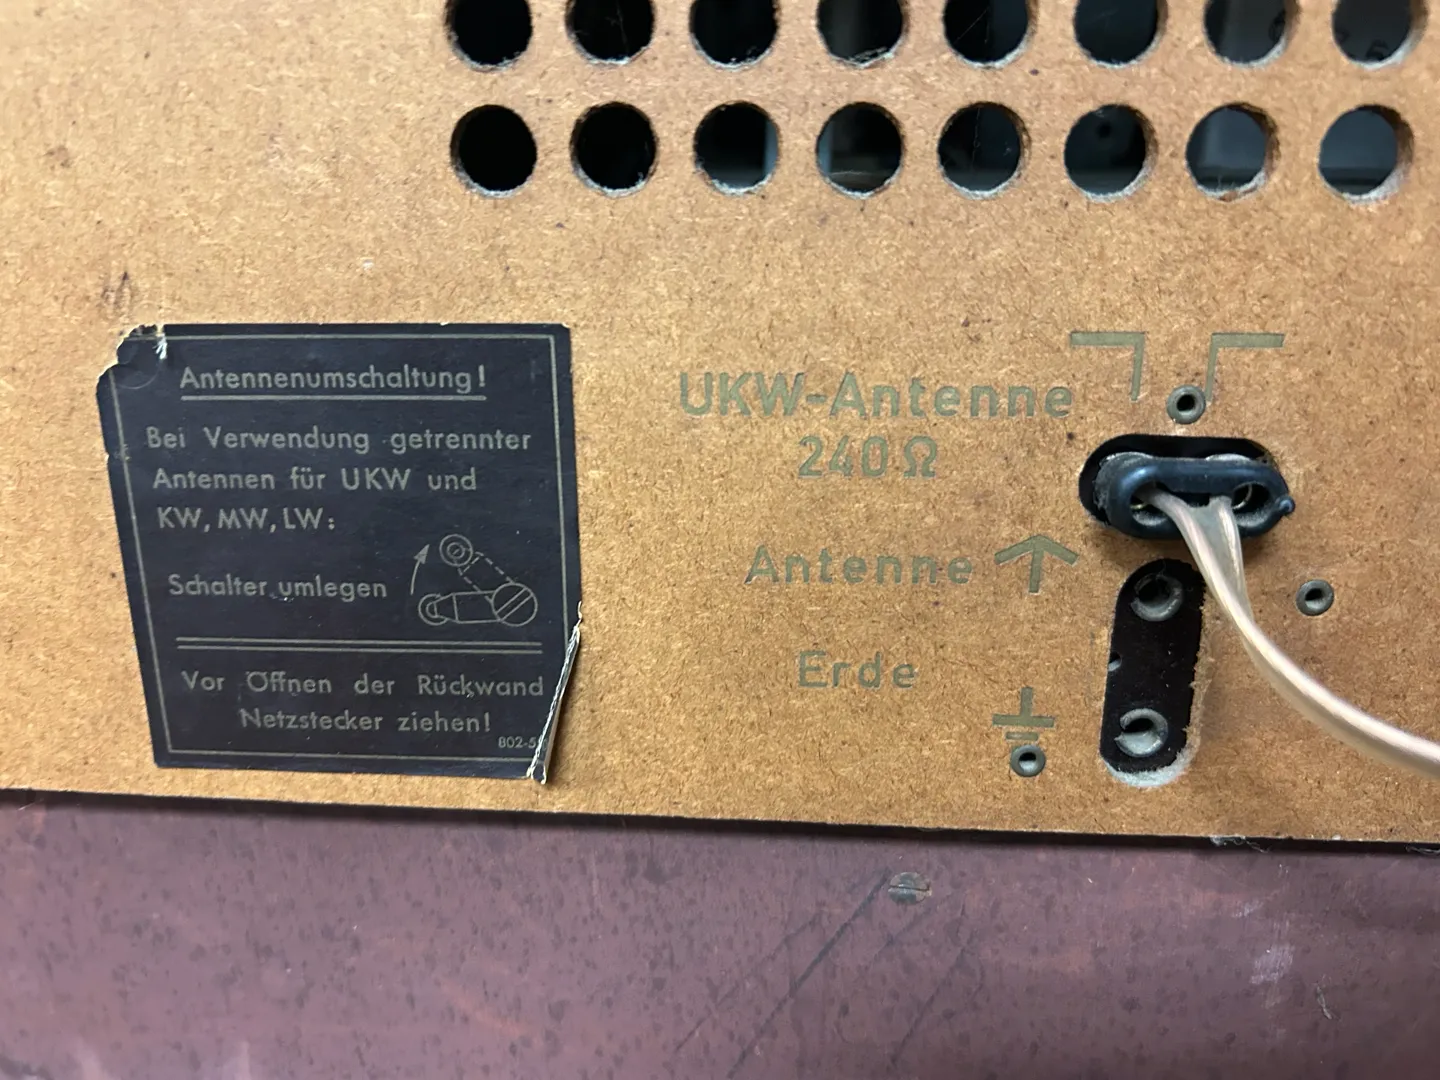 Antennenumschaltung!
Bei Verwendung getrennter
Antennen für UKW und
KW, MW, LW:
Schalter umlegen
Vor Öffnen der Rückwand
Netzstecker ziehen!
UKW-Antenne
240 Ω
Antenne
Erde